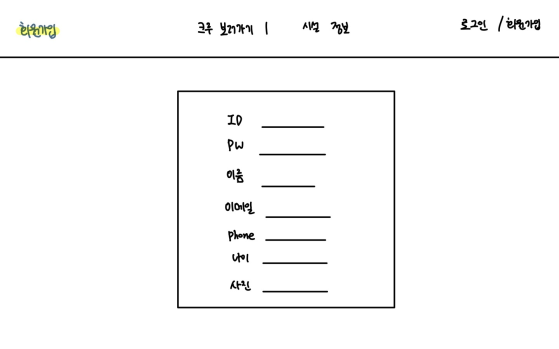 회원가입
크루 보러가기 | 시설 정보
로그인 / 회원가입
ID
PW
이름
이메일
Phone
나이
사진